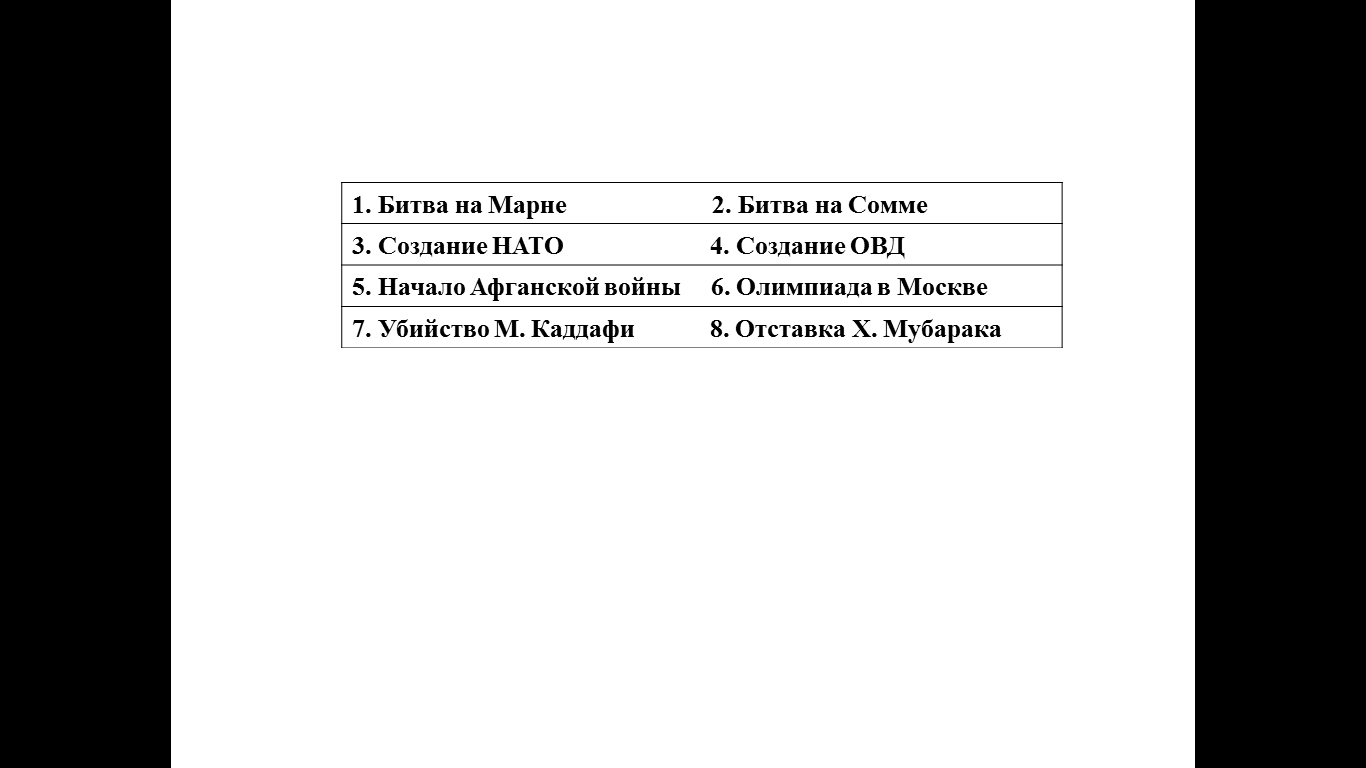 1. Битва на Марне 2. Битва на Сомме
3. Создание НАТО 4. Создание ОВД
5. Начало Афганской войны 6. Олимпиада в Москве
7. Убийство М. Каддафи 8. Отставка Х. Мубарака